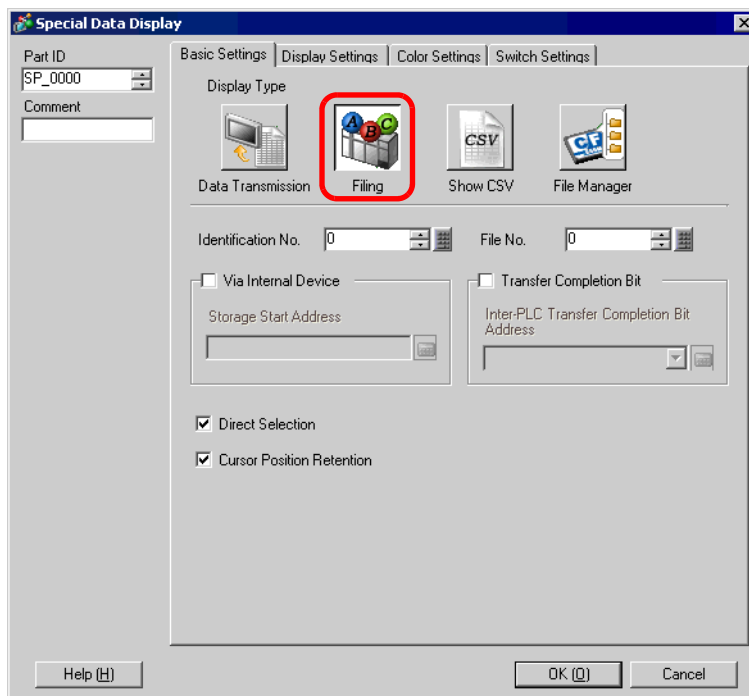 Special Data Display
Part ID
SP_0000
Comment
Basic Settings Display Settings Color Settings Switch Settings
Display Type
A B C CSV CF
Data Transmission Filing Show CSV File Manager
Identification No. 0 File No. 0
Via Internal Device Transfer Completion Bit
Storage Start Address Inter-PLC Transfer Completion Bit
Address
Direct Selection
Cursor Position Retention
Help (H) OK (O) Cancel